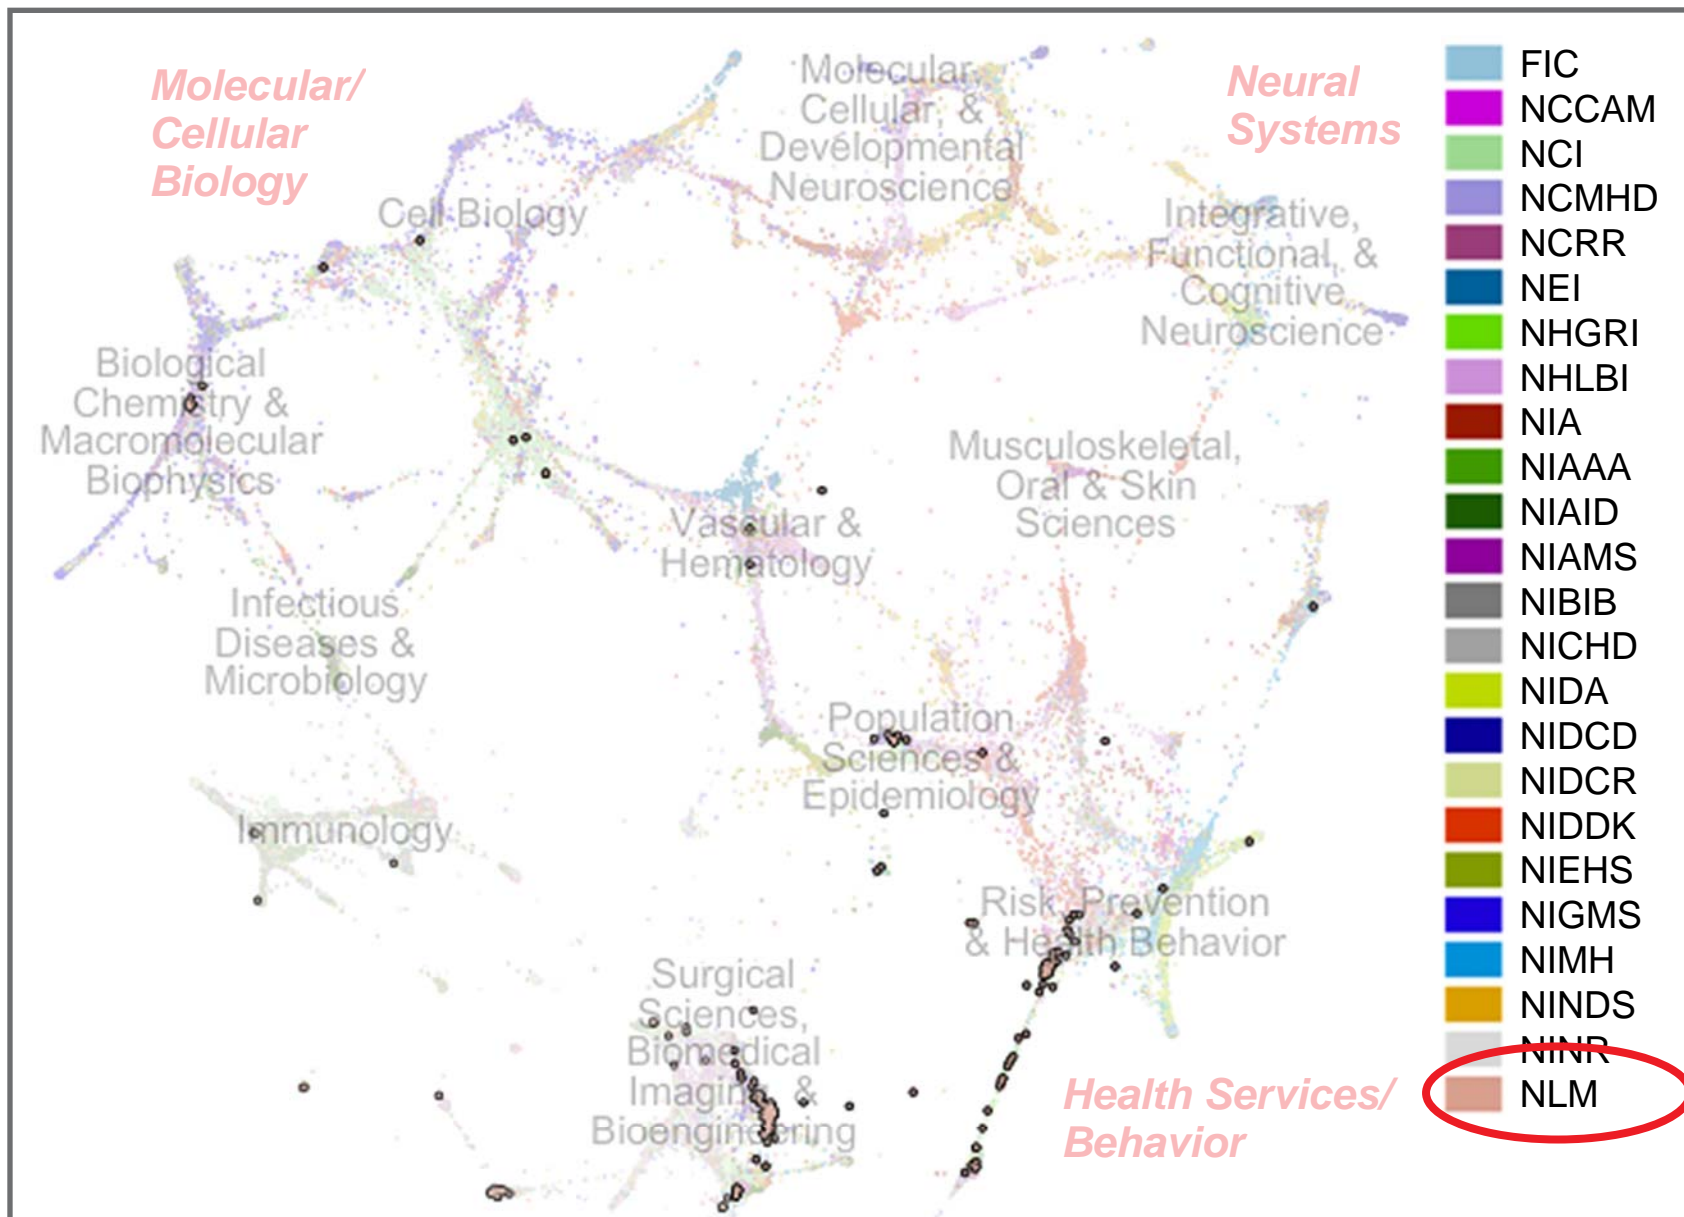 Molecular/
Cellular
Biology
Molecular,
Cellular, &
Developmental
Neuroscience
Neural
Systems
Cell Biology
Integrative,
Functional, &
Cognitive
Neuroscience
Biological
Chemistry &
Macromolecular
Biophysics
Musculoskeletal,
Oral & Skin
Sciences
Vascular &
Hematology
Infectious
Diseases &
Microbiology
Population
Sciences &
Epidemiology
Immunology
Risk, Prevention
& Health Behavior
Surgical
Sciences,
Biomedical
Imaging, &
Bioengineering
Health Services/
Behavior
FIC
NCCAM
NCI
NCMHD
NCRR
NEI
NHGRI
NHLBI
NIA
NIAAA
NIAID
NIAMS
NIBIB
NICHD
NIDA
NIDCD
NIDCR
NIDDK
NIEHS
NIGMS
NIMH
NINDS
NINR
NLM